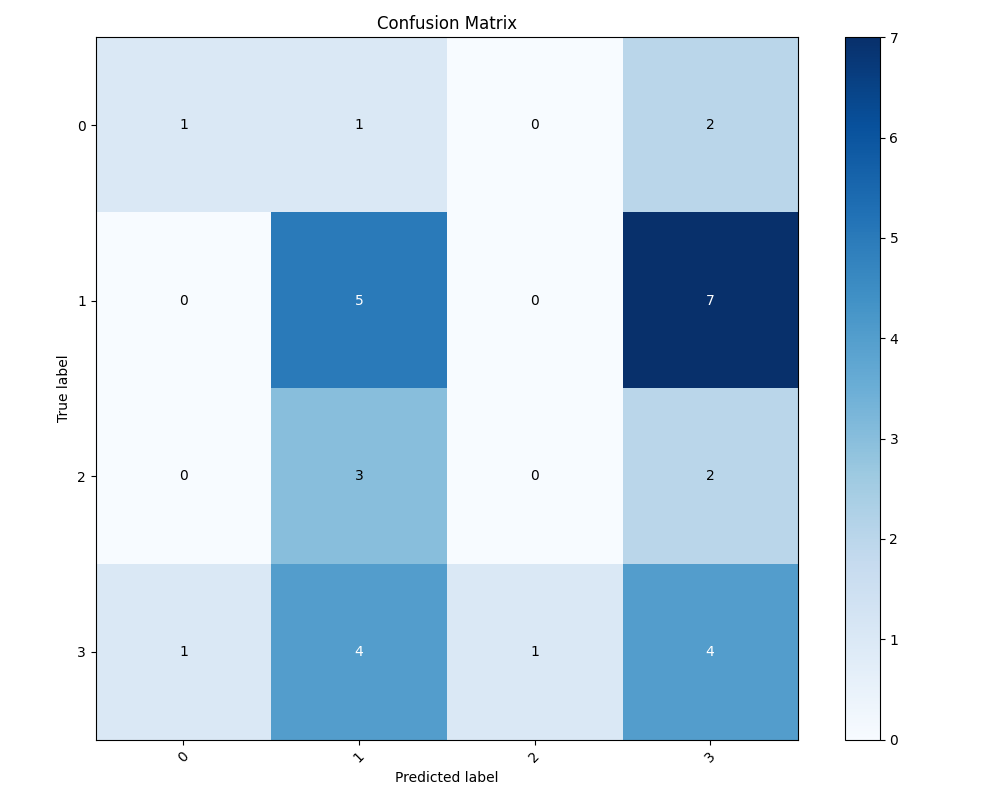 Confusion Matrix
0 1 1 0 2
1 0 5 0 7
2 0 3 0 2
3 1 4 1 4
0 1 2 3
True label
Predicted label
7
6
5
4
3
2
1
0